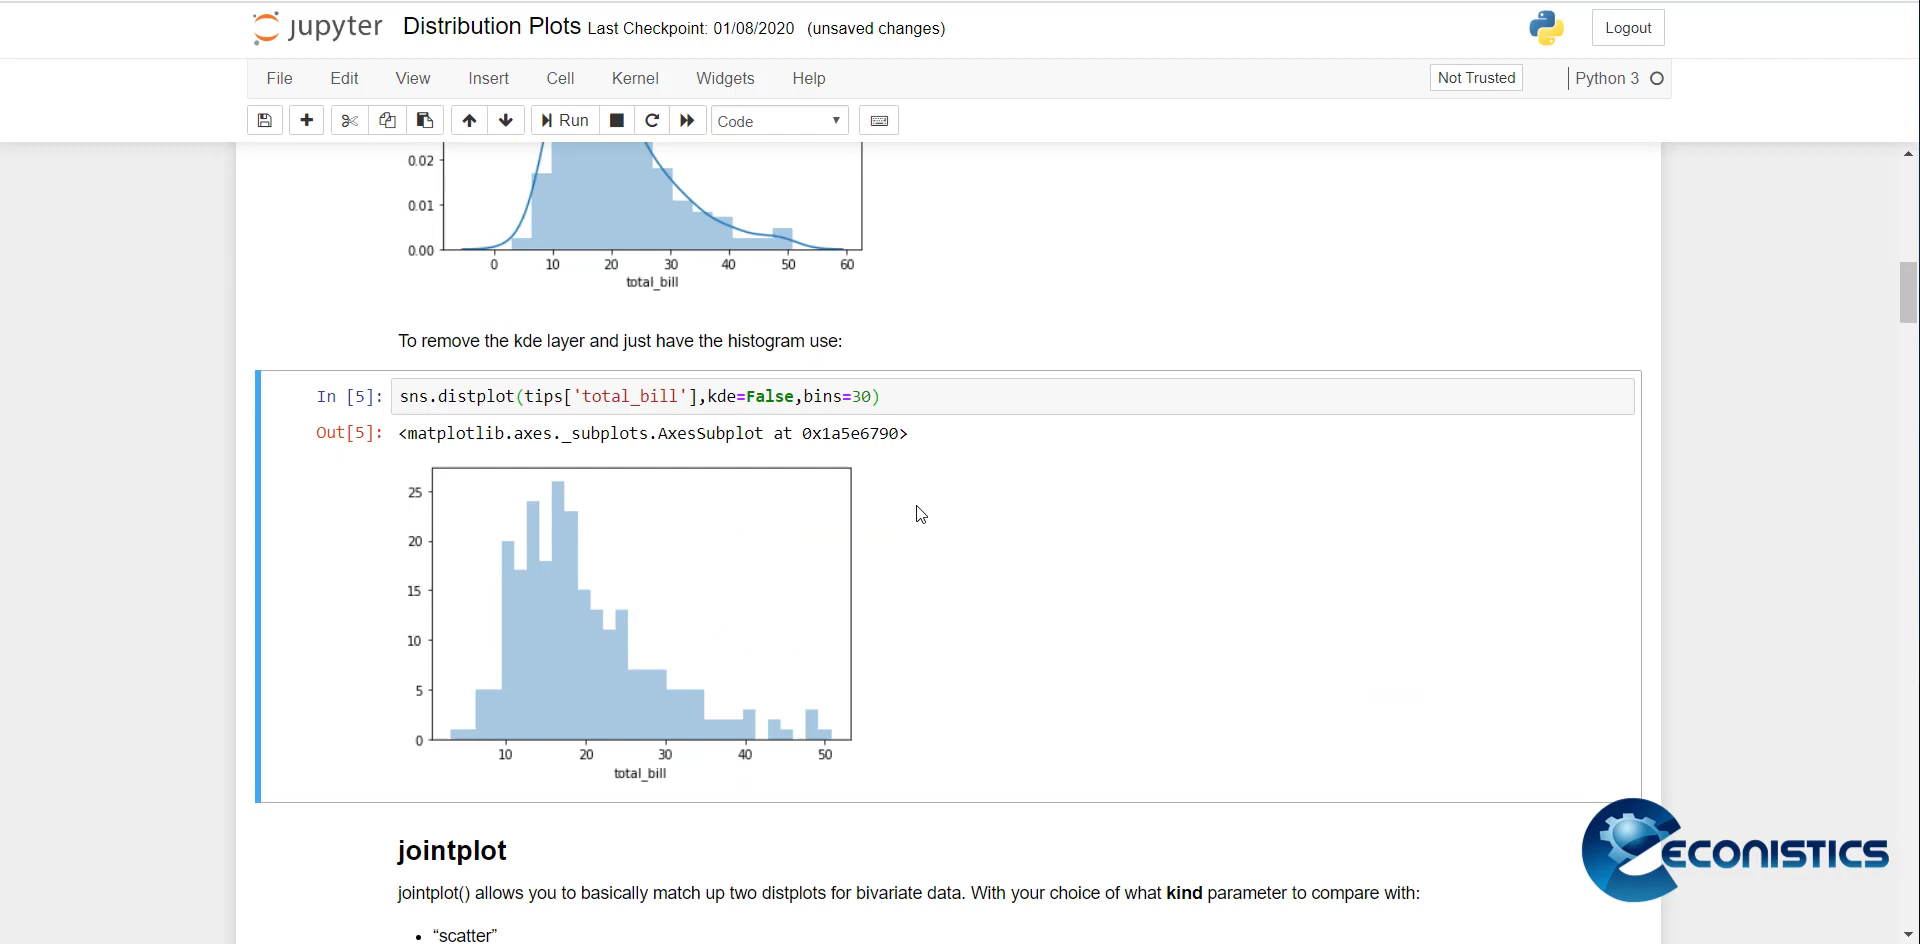 jupyter Distribution Plots Last Checkpoint: 01/08/2020 (unsaved changes) Logout
File Edit View Insert Cell Kernel Widgets Help Not Trusted Python 3
Run Code
0.02
0.01
0.00
0 10 20 30 40 50 60
total_bill
To remove the kde layer and just have the histogram use:
In [5]: sns.distplot(tips['total_bill'],kde=False,bins=30)
Out[5]: <matplotlib.axes._subplots.AxesSubplot at 0x1a5e6790>
25
20
15
10
5
0
10 20 30 40 50
total_bill
jointplot
ECONISTICS
jointplot() allows you to basically match up two distplots for bivariate data. With your choice of what kind parameter to compare with:
• “scatter”